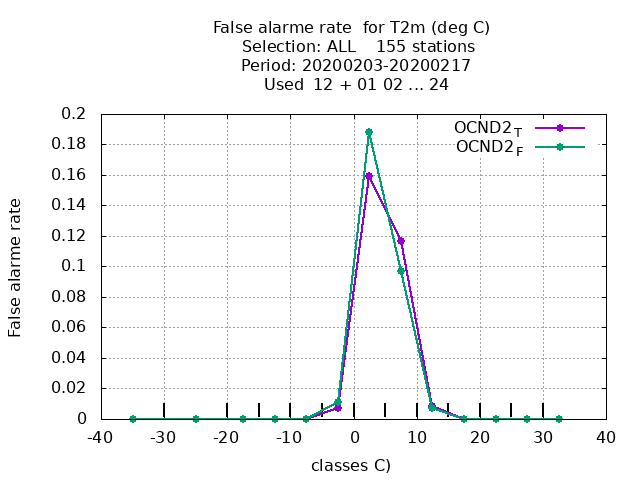 False alarme rate  for T2m (deg C)
Selection: ALL    155 stations
Period: 20200203-20200217
Used  12 + 01 02 ... 24
OCND2T
OCND2F
False alarme rate
0.2
0.18
0.16
0.14
0.12
0.1
0.08
0.06
0.04
0.02
0
-40 -30 -20 -10 0 10 20 30 40
classes C)